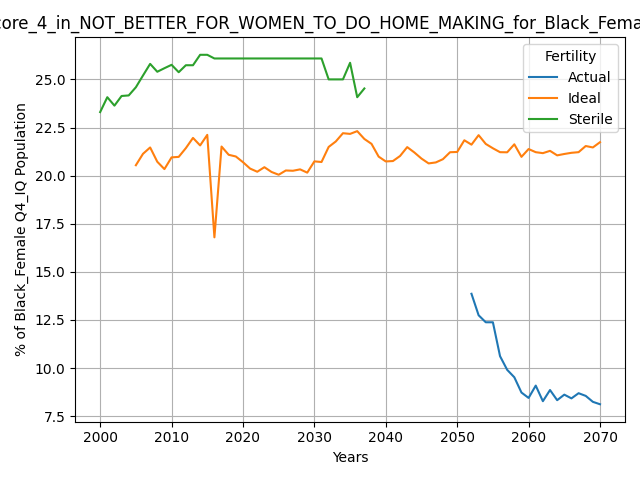 core_4_in_NOT_BETTER_FOR_WOMEN_TO_DO_HOME_MAKING_for_Black_Fema
% of Black_Female Q4_IQ Population
25.0
22.5
20.0
17.5
15.0
12.5
10.0
7.5
Fertility
Actual
Ideal
Sterile
2000 2010 2020 2030 2040 2050 2060 2070
Years